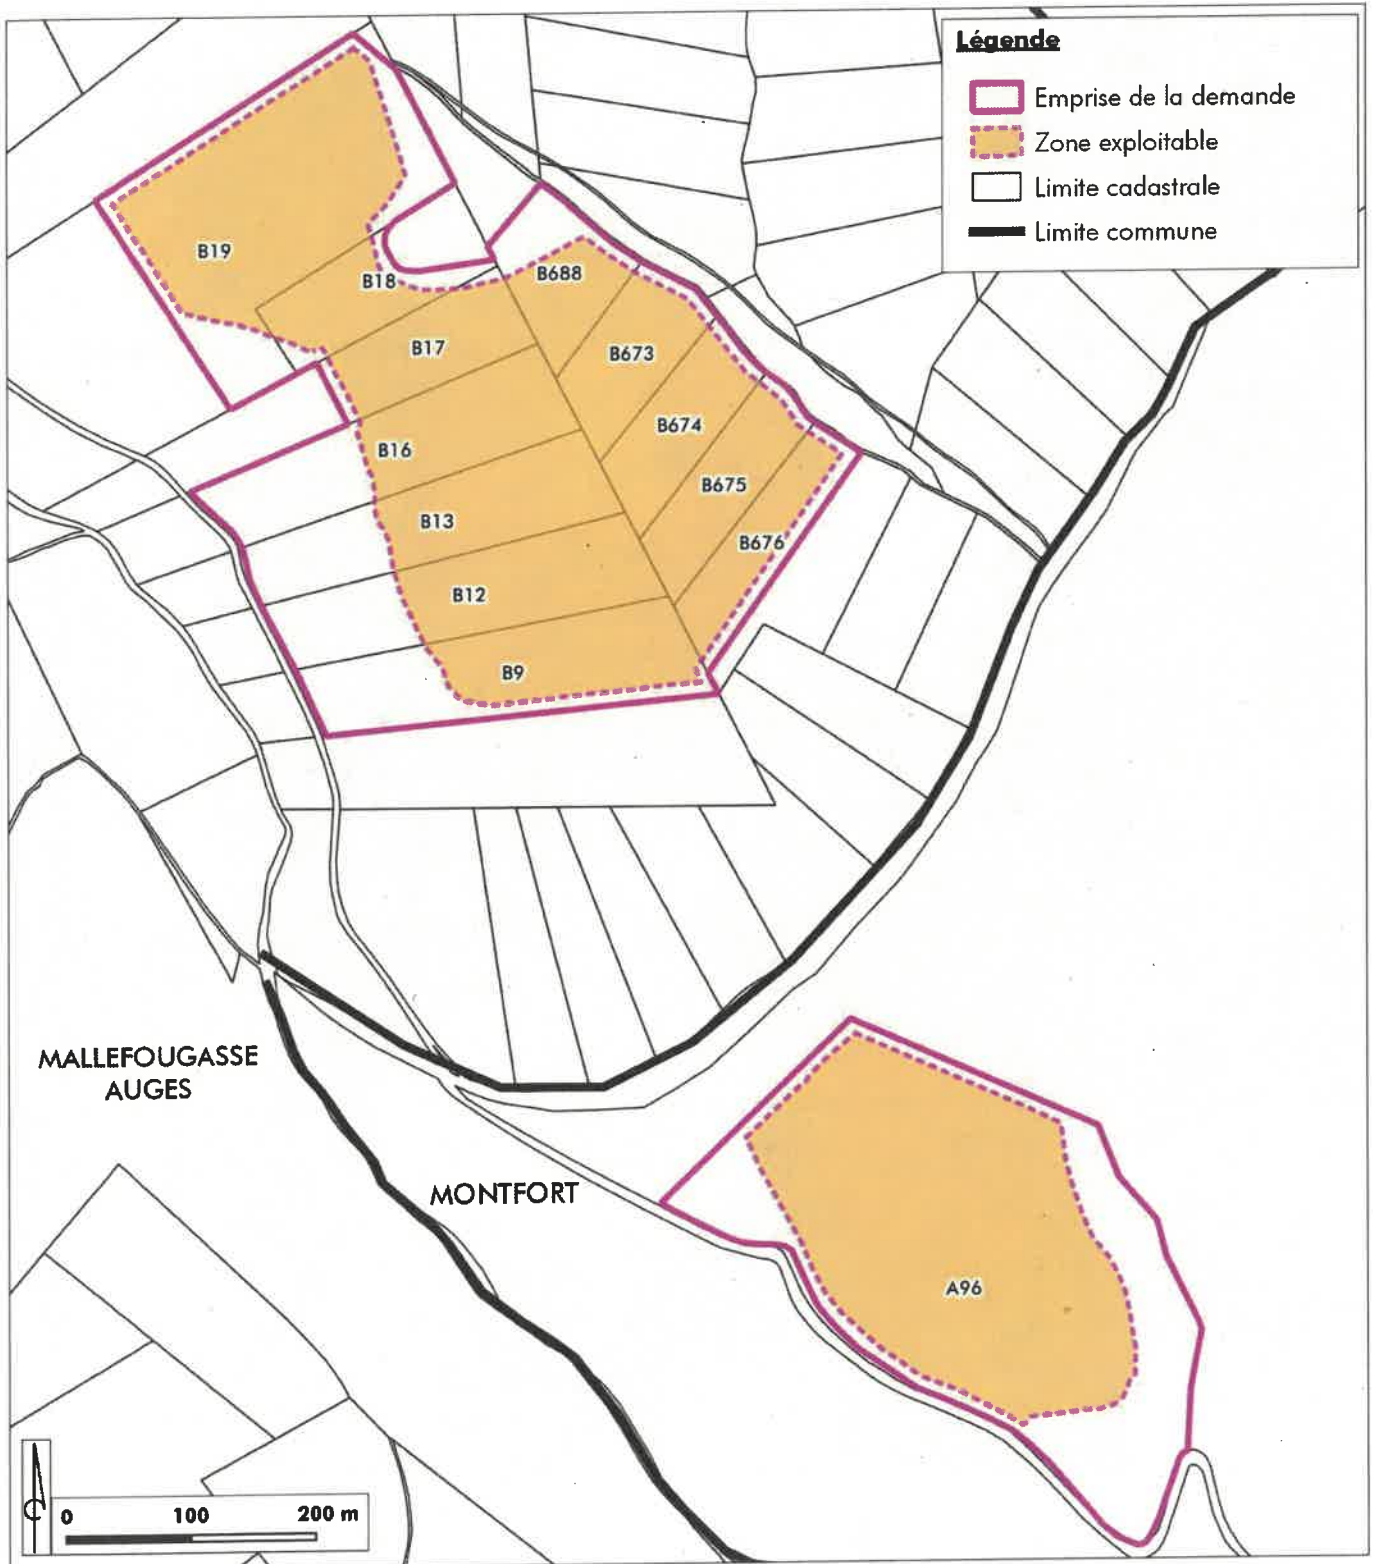 Légende
Emprise de la demande
Zone exploitable
Limite cadastrale
Limite commune
B19
B18
B688
B17
B673
B674
B16
B675
B13
B676
B12
B9
MALLEFOUGASSE
AUGES
MONTFORT
A96
0 100 200 m